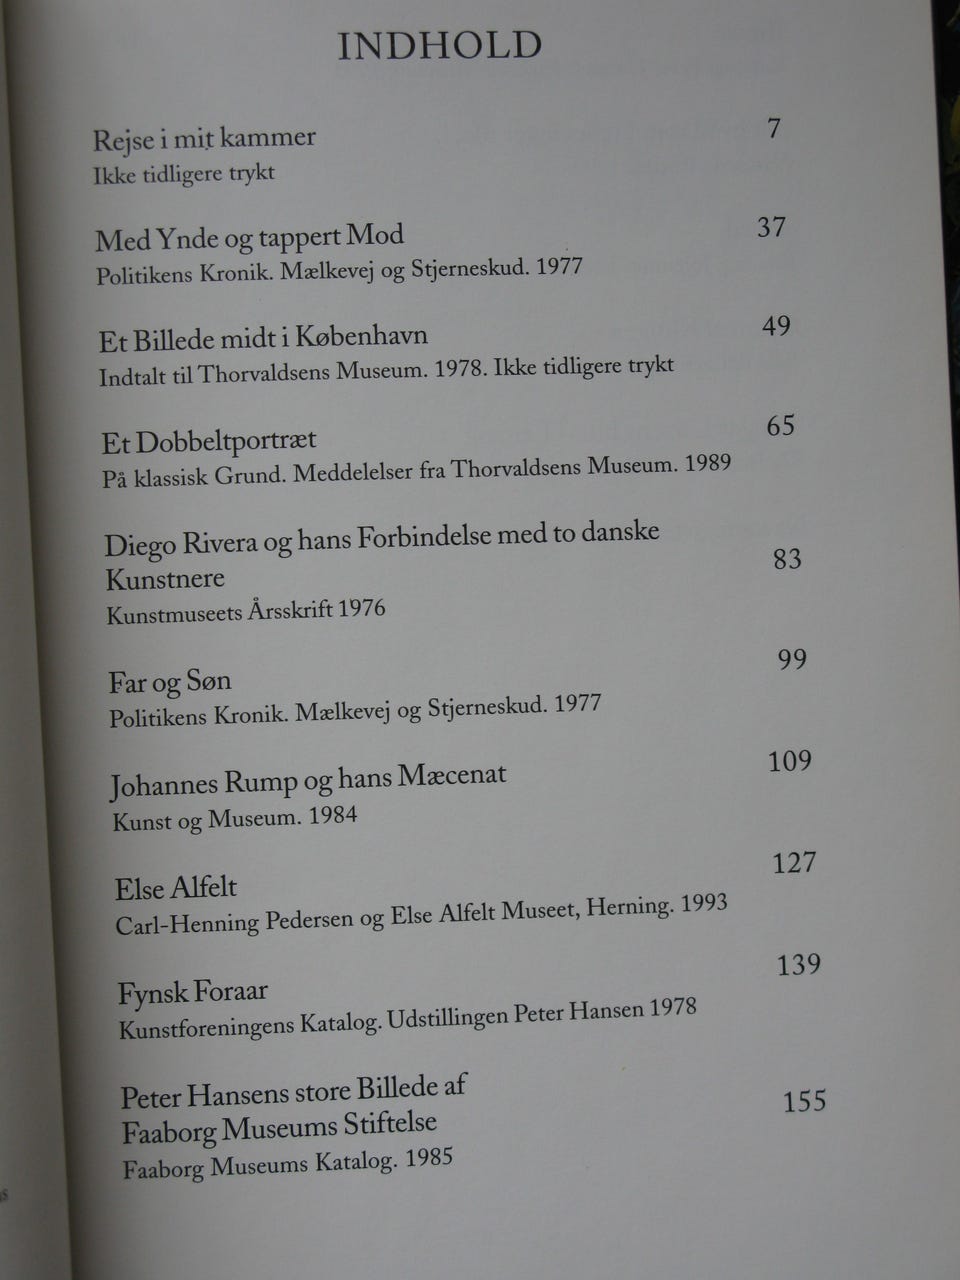 INDHOLD
Rejse i mit kammer 7
Ikke tidligere trykt
Med Ynde og tappert Mod 37
Politikens Kronik. Mælkevej og Stjerneskud. 1977
Et Billede midt i København 49
Indtalt til Thorvaldsens Museum. 1978. Ikke tidligere trykt
Et Dobbeltportræt 65
På klassisk Grund. Meddelelser fra Thorvaldsens Museum. 1989
Diego Rivera og hans Forbindelse med to danske
Kunstnere 83
Kunstmuseets Årsskrift 1976
Far og Søn 99
Politikens Kronik. Mælkevej og Stjerneskud. 1977
Johannes Rump og hans Mæcenat 109
Kunst og Museum. 1984
Else Alfelt 127
Carl-Henning Pedersen og Else Alfelt Museet, Herning. 1993
Fynsk Foraar 139
Kunstforeningens Katalog. Udstillingen Peter Hansen 1978
Peter Hansens store Billede af
Faaborg Museums Stiftelse 155
Faaborg Museums Katalog. 1985